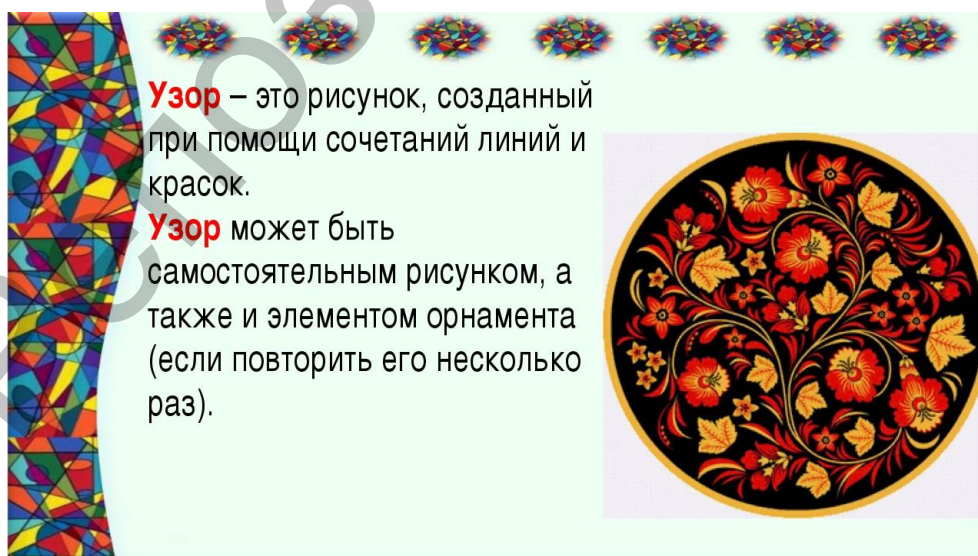 Узор – это рисунок, созданный
при помощи сочетаний линий и
красок.
Узор может быть
самостоятельным рисунком, а
также и элементом орнамента
(если повторить его несколько
раз).